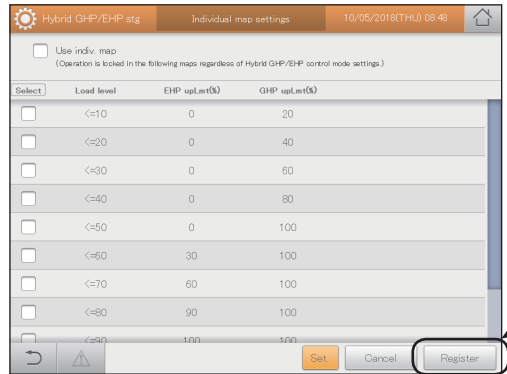 Hybrid GHP/EHP stg Individual map settings 10/05/2018(THU) 08:48
Use indiv. map
(Operation is locked in the following maps regardless of Hybrid GHP/EHP control mode settings.)
Select Load level EHP upLmt(%) GHP upLmt(%)
<=10 0 20
<=20 0 40
<=30 0 60
<=40 0 80
<=50 0 100
<=60 30 100
<=70 60 100
<=80 90 100
<=90 100 100
Set Cancel Register